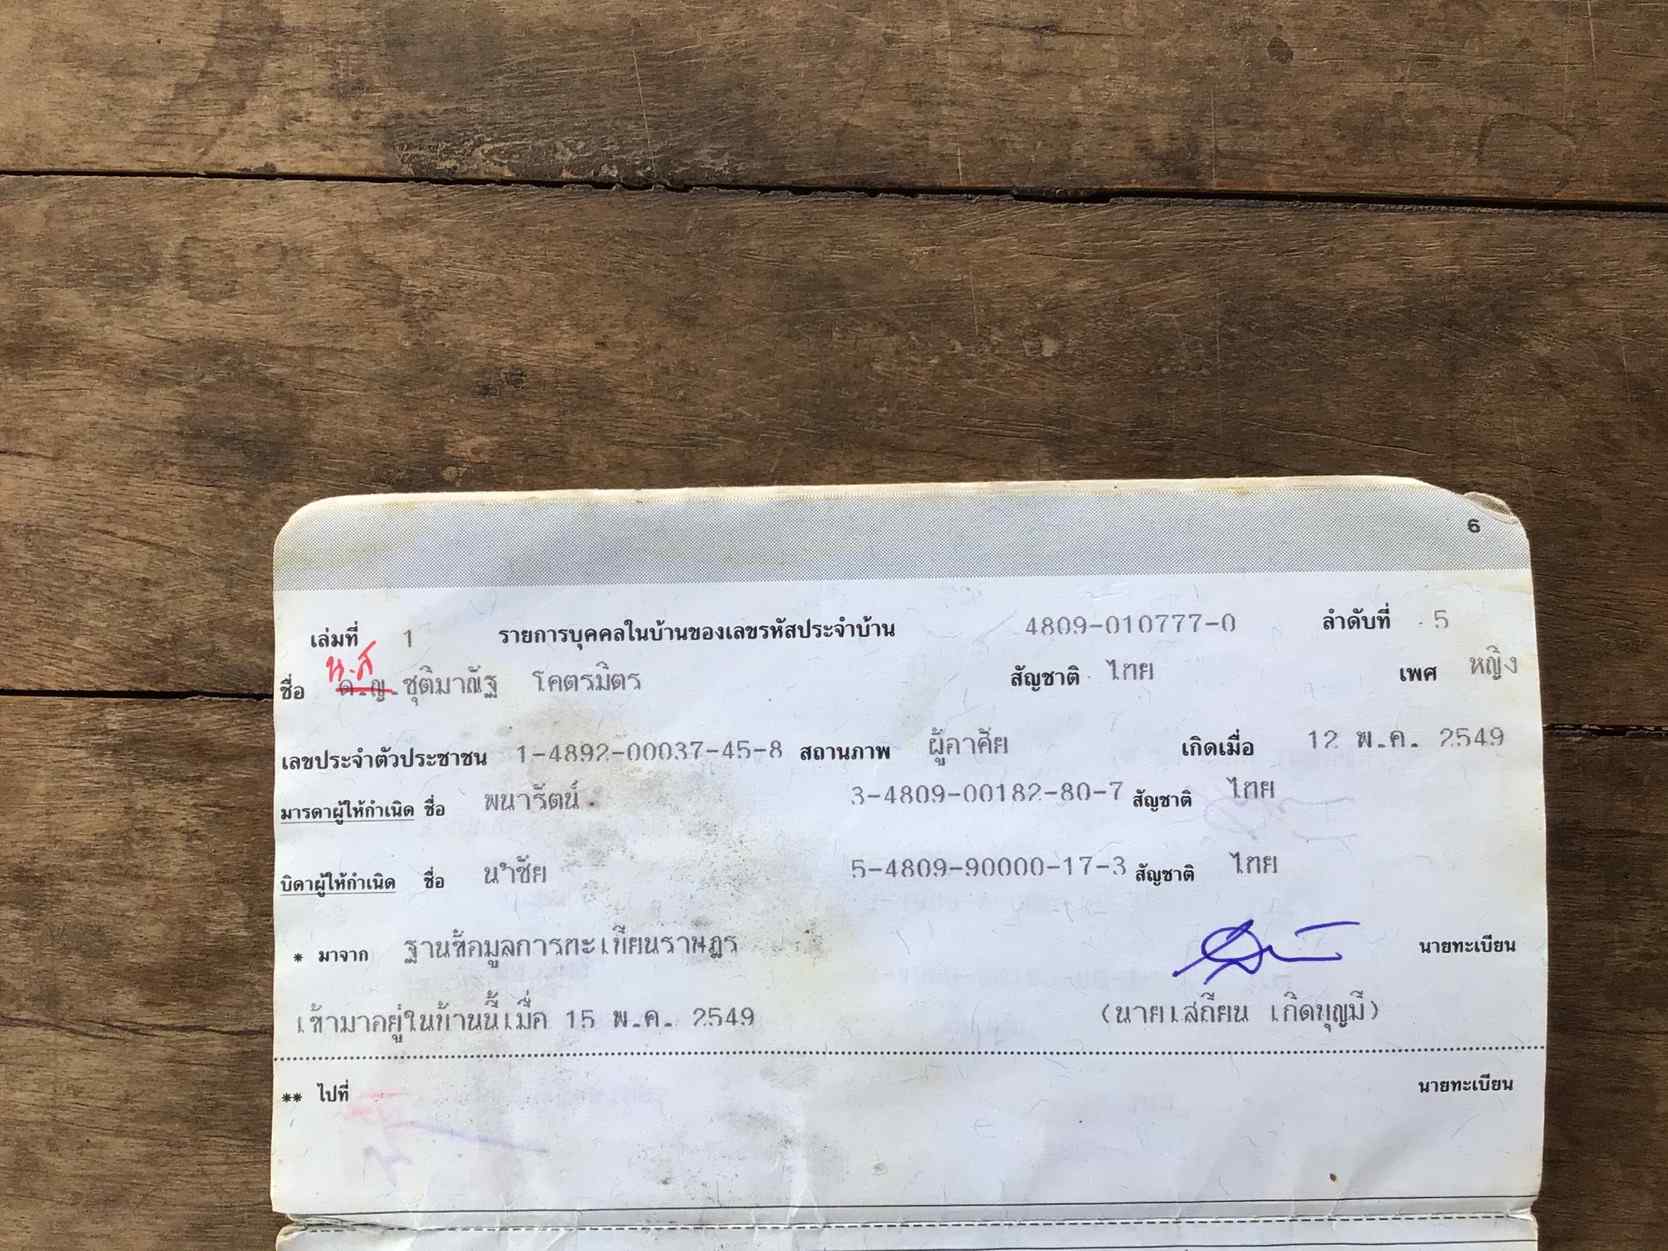 6
เล่มที่ 1 รายการบุคคลในบ้านของเลขรหัสประจำบ้าน 4809-010777-0 ลำดับที่ 5
น.ส
ชื่อ ด.ญ. ชุติมาณัฐ โคตรมิตร สัญชาติ ไทย เพศ หญิง
เลขประจำตัวประชาชน 1-4892-00037-45-8 สถานภาพ ผู้อาศัย เกิดเมื่อ 12 พ.ค. 2549
มารดาผู้ให้กำเนิด ชื่อ พนารัตน์ 3-4809-00182-80-7 สัญชาติ ไทย
บิดาผู้ให้กำเนิด ชื่อ นำชัย 5-4809-90000-17-3 สัญชาติ ไทย
* มาจาก ฐานข้อมูลการทะเบียนราษฎร นายทะเบียน
เข้ามาอยู่ในบ้านนี้เมื่อ 15 พ.ค. 2549 (นายเสถียน เกิดบุญมี)
** ไปที่ นายทะเบียน